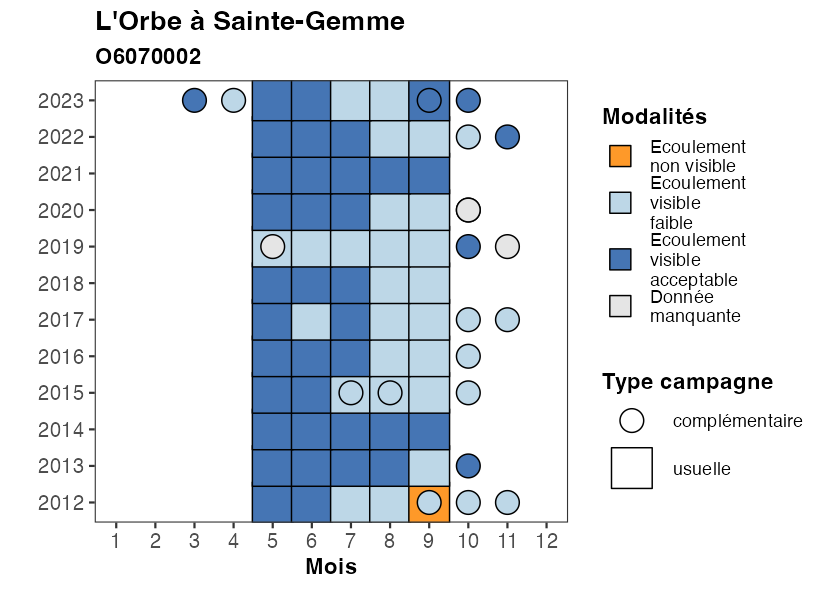 L'Orbe à Sainte-Gemme
O6070002
2023
2022
2021
2020
2019
2018
2017
2016
2015
2014
2013
2012
1 2 3 4 5 6 7 8 9 10 11 12
Mois
Modalités
Ecoulement
non visible
Ecoulement
visible
faible
Ecoulement
visible
acceptable
Donnée
manquante
Type campagne
complémentaire
usuelle